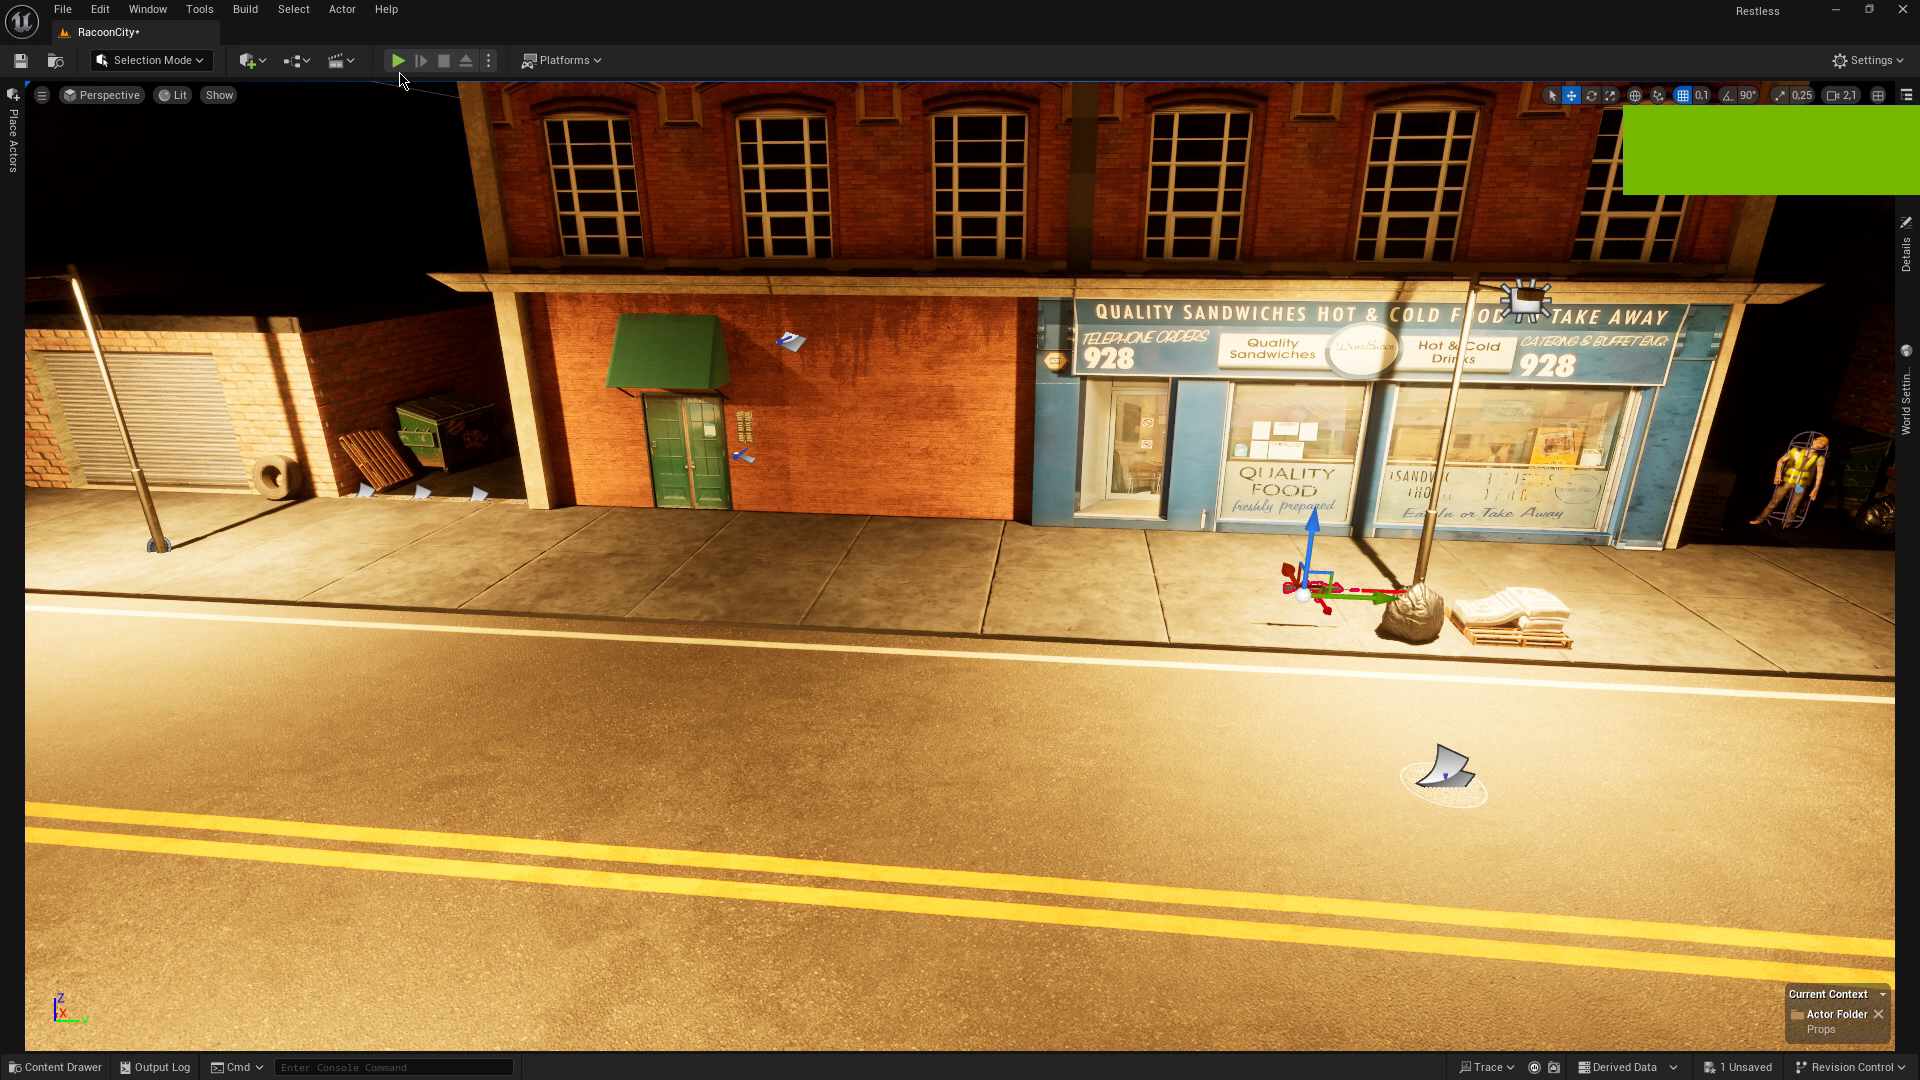 File Edit Window Tools Build Select Actor Help
Restless
RacoonCity*
Selection Mode
Platforms
Settings
Perspective
Lit
Show
0,1
90°
0,25
2,1
Place Actors
Details
World Settin...
QUALITY SANDWICHES HOT & COLD FOOD
TAKE AWAY
TELEPHONE ORDERS
928
Quality
Sandwiches
Hot & Cold
Drinks
CATERING & BUFFET ENQ:
928
QUALITY
FOOD
freshly prepared
Eat In or Take Away
Z
X
Y
Current Context
Actor Folder
Props
Content Drawer
Output Log
Cmd
Enter Console Command
Trace
Derived Data
1 Unsaved
Revision Control